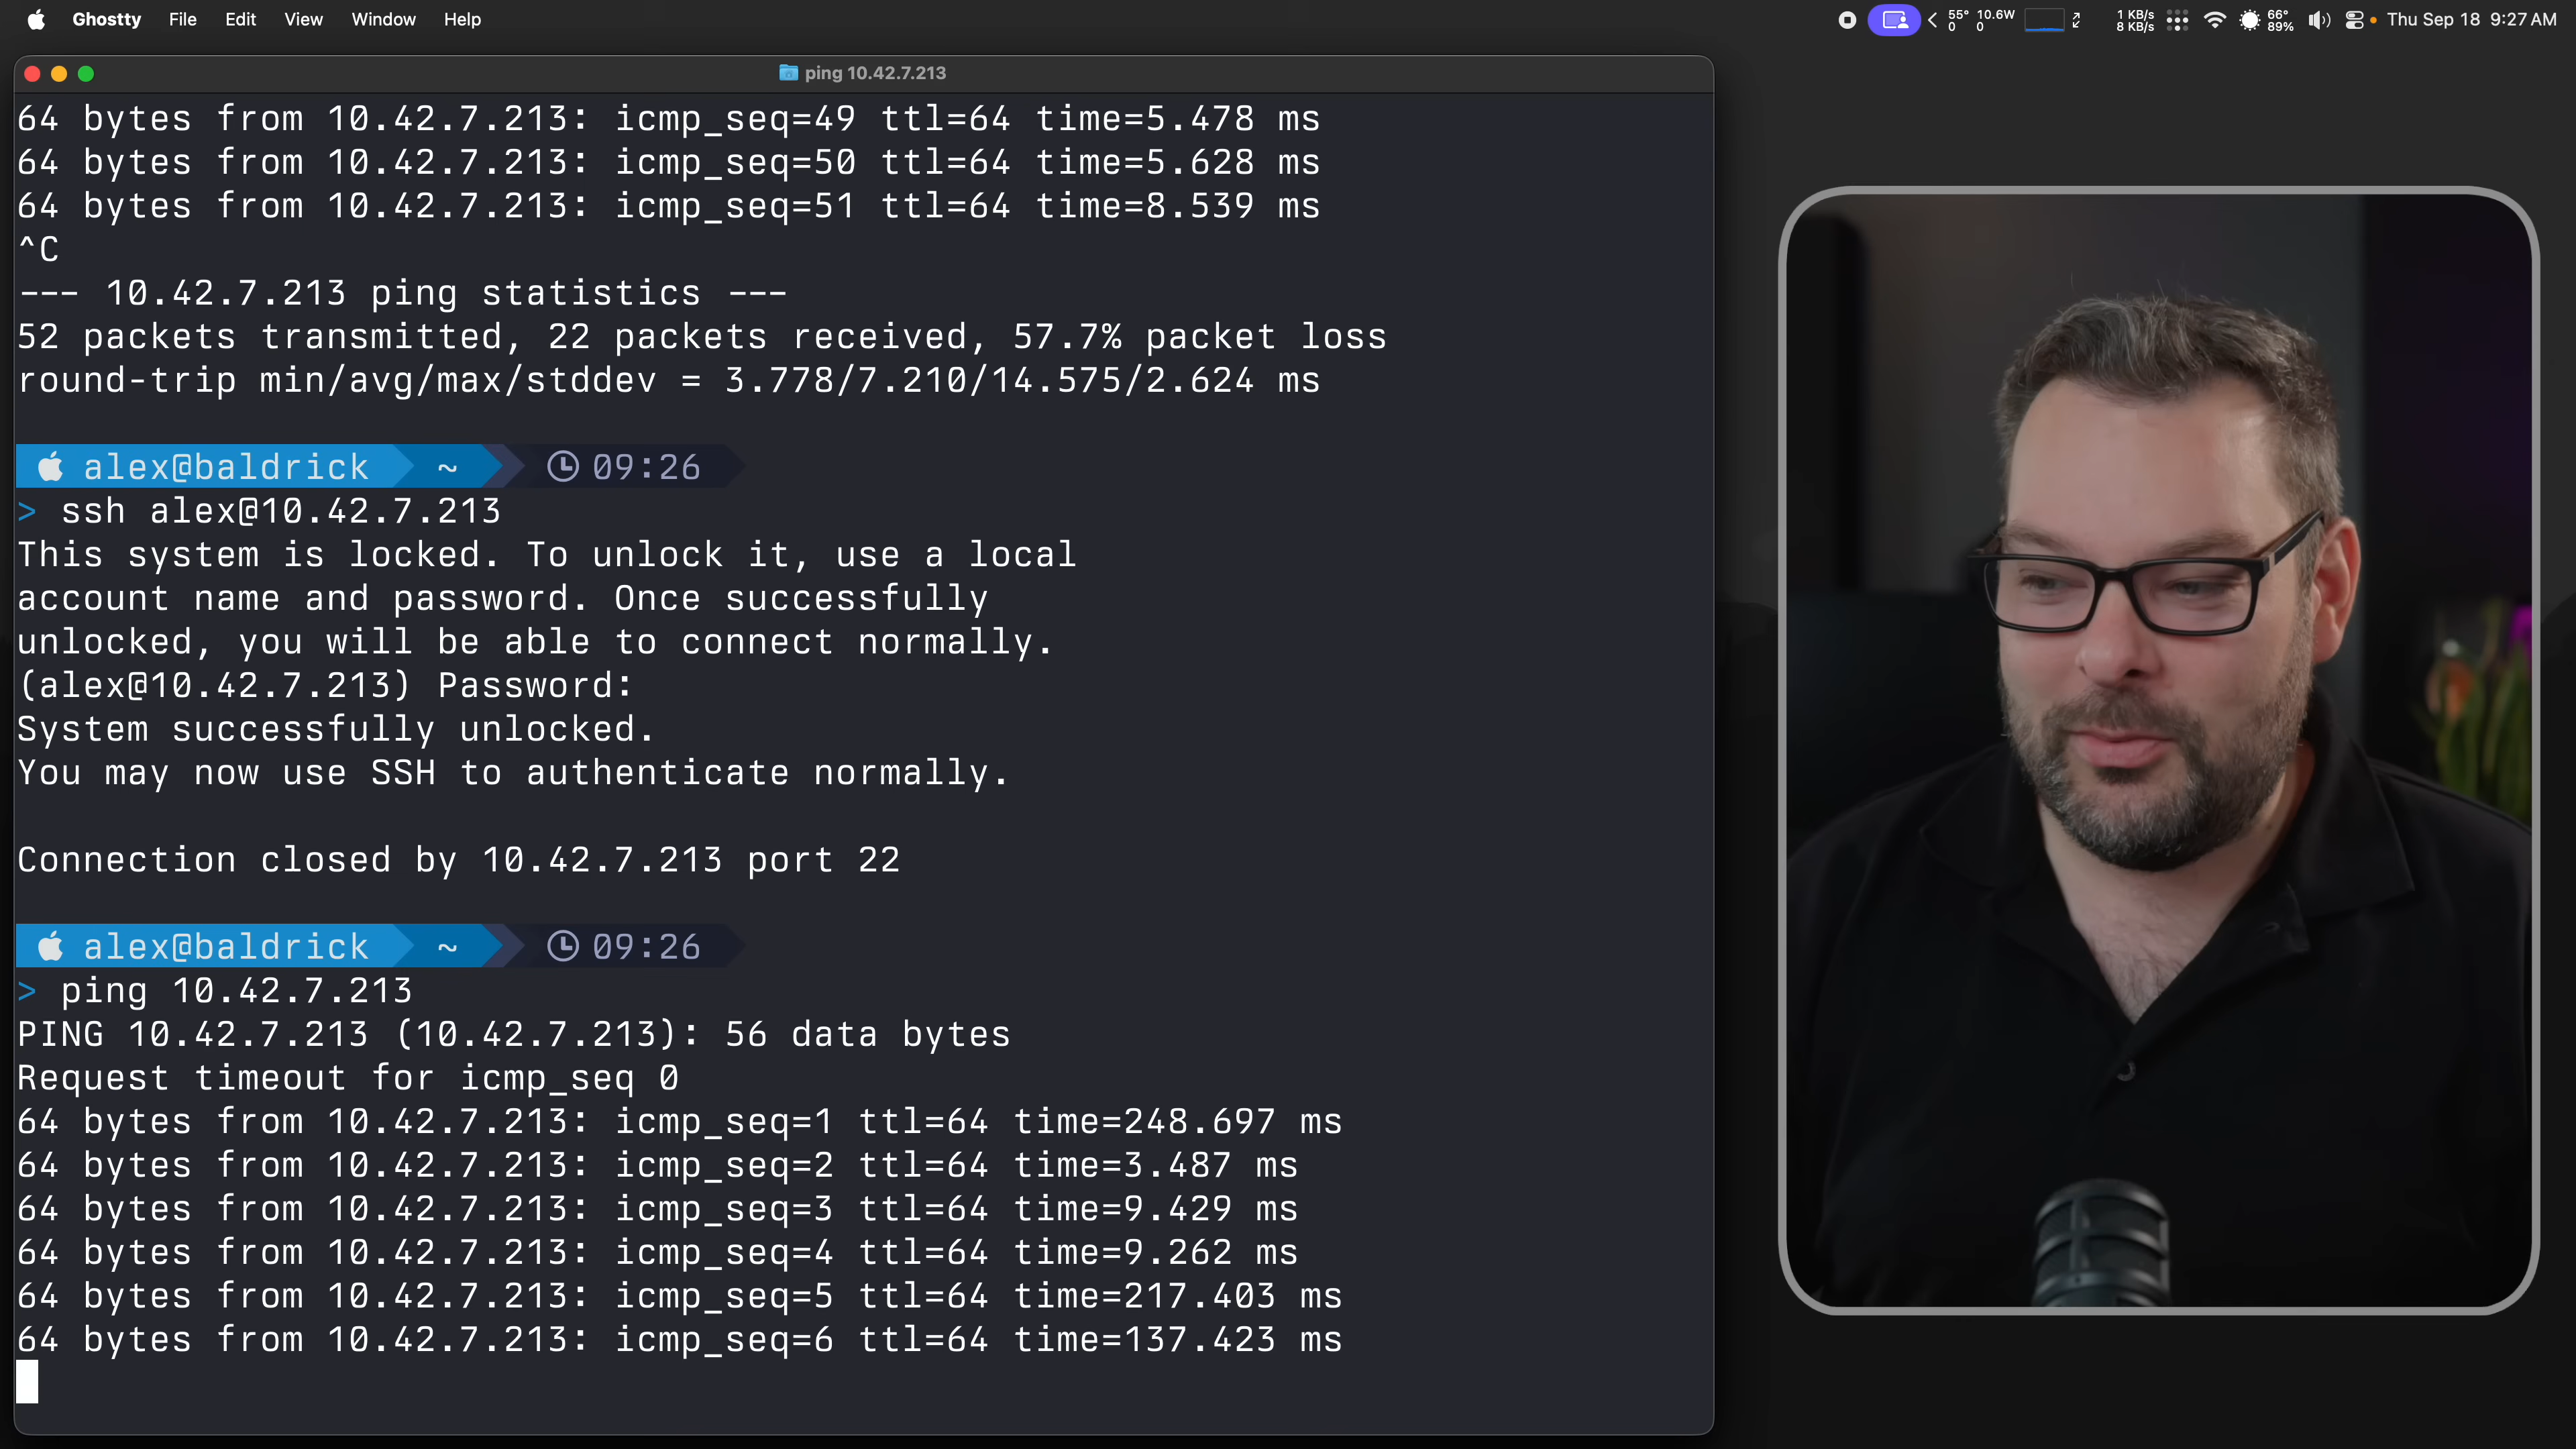 Ghostty File Edit View Window Help
55° 10.6W 1 KB/s 66° Thu Sep 18 9:27 AM
0 0 8 KB/s 89%
ping 10.42.7.213
64 bytes from 10.42.7.213: icmp_seq=49 ttl=64 time=5.478 ms
64 bytes from 10.42.7.213: icmp_seq=50 ttl=64 time=5.628 ms
64 bytes from 10.42.7.213: icmp_seq=51 ttl=64 time=8.539 ms
^C
--- 10.42.7.213 ping statistics ---
52 packets transmitted, 22 packets received, 57.7% packet loss
round-trip min/avg/max/stddev = 3.778/7.210/14.575/2.624 ms
alex@baldrick ~ 09:26
> ssh alex@10.42.7.213
This system is locked. To unlock it, use a local
account name and password. Once successfully
unlocked, you will be able to connect normally.
(alex@10.42.7.213) Password:
System successfully unlocked.
You may now use SSH to authenticate normally.
Connection closed by 10.42.7.213 port 22
alex@baldrick ~ 09:26
> ping 10.42.7.213
PING 10.42.7.213 (10.42.7.213): 56 data bytes
Request timeout for icmp_seq 0
64 bytes from 10.42.7.213: icmp_seq=1 ttl=64 time=248.697 ms
64 bytes from 10.42.7.213: icmp_seq=2 ttl=64 time=3.487 ms
64 bytes from 10.42.7.213: icmp_seq=3 ttl=64 time=9.429 ms
64 bytes from 10.42.7.213: icmp_seq=4 ttl=64 time=9.262 ms
64 bytes from 10.42.7.213: icmp_seq=5 ttl=64 time=217.403 ms
64 bytes from 10.42.7.213: icmp_seq=6 ttl=64 time=137.423 ms